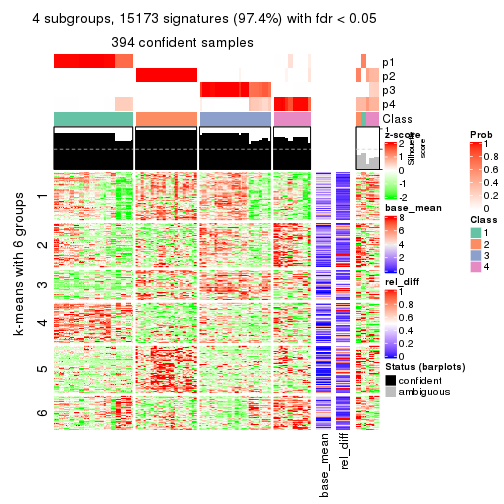 4 subgroups, 15173 signatures (97.4%) with fdr < 0.05
394 confident samples
p1
p2
p3
p4
Class
1
Silhouette
score
z-score
2
1
0
-1
-2
base_mean
8
6
4
2
0
rel_diff
1
0.8
0.6
0.4
0.2
0
Status (barplots)
confident
ambiguous
Prob
1
0.8
0.6
0.4
0.2
0
Class
1
2
3
4
k-means with 6 groups
1
2
3
4
5
6
base_mean
rel_diff